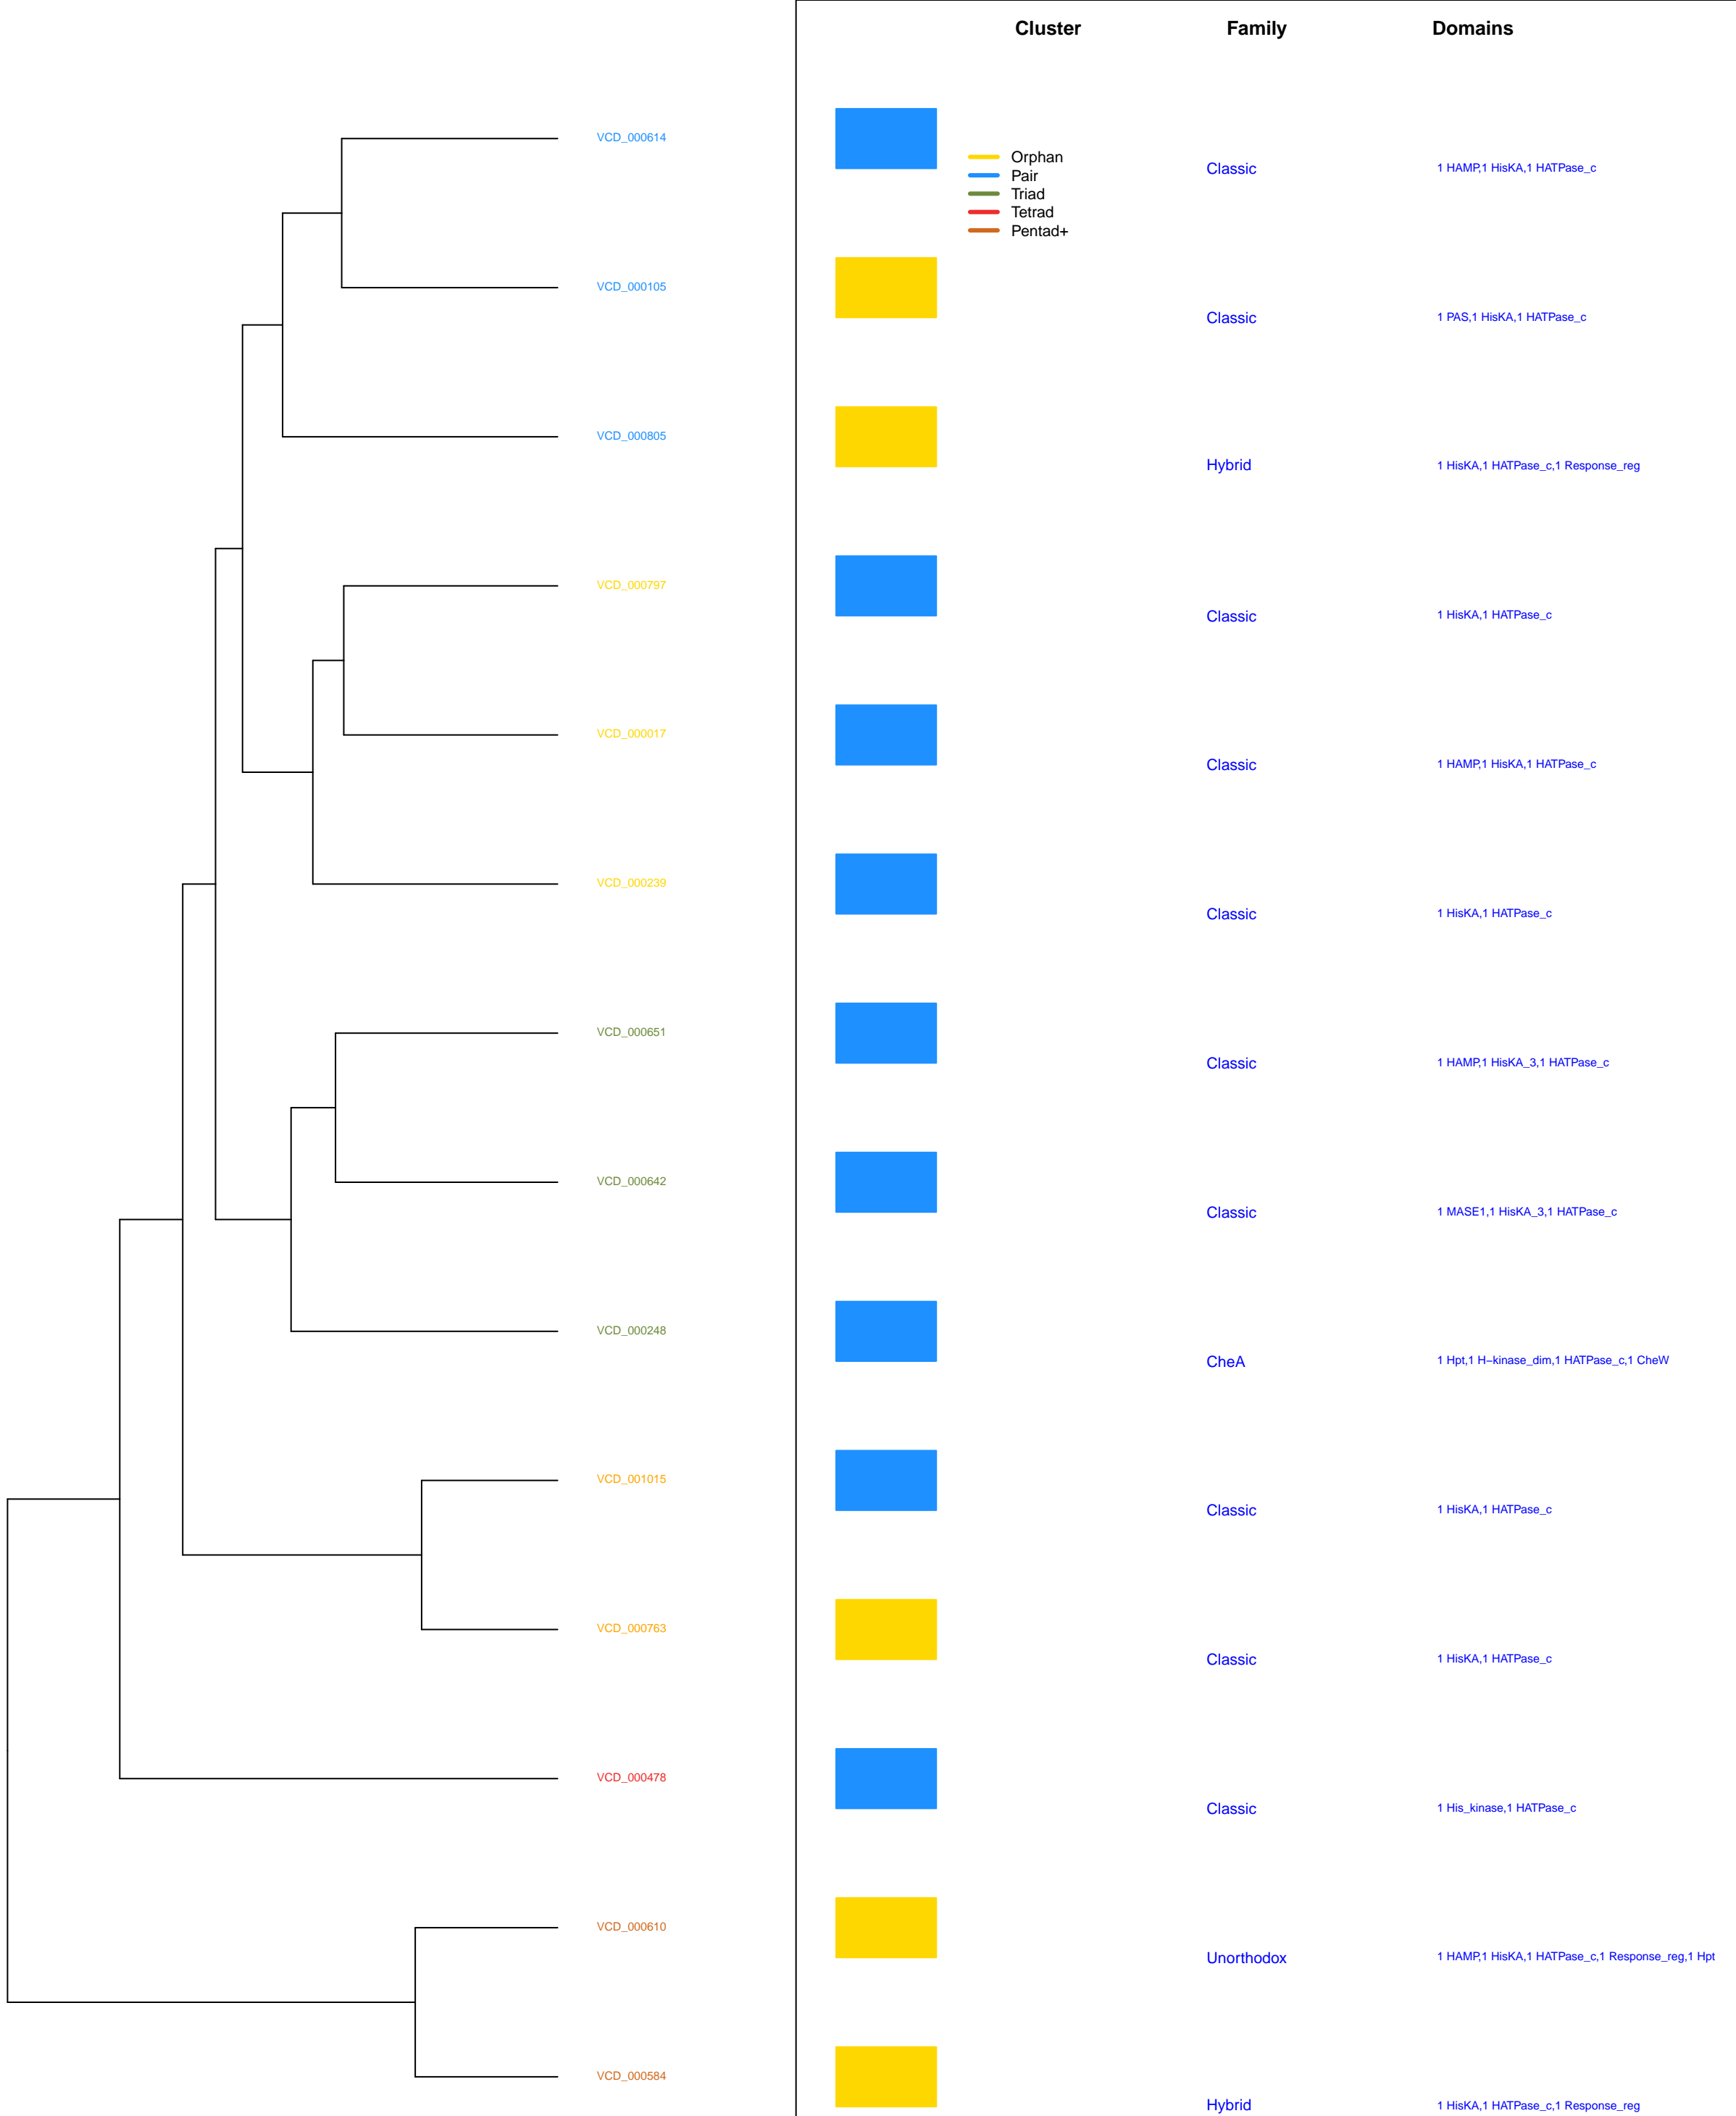 Cluster Family Domains
VCD_000614
Orphan
Pair
Triad
Tetrad
Pentad+
Classic 1 HAMP,1 HisKA,1 HATPase_c
VCD_000105
Classic 1 PAS,1 HisKA,1 HATPase_c
VCD_000805
Hybrid 1 HisKA,1 HATPase_c,1 Response_reg
VCD_000797
Classic 1 HisKA,1 HATPase_c
VCD_000017
Classic 1 HAMP,1 HisKA,1 HATPase_c
VCD_000239
Classic 1 HisKA,1 HATPase_c
VCD_000651
Classic 1 HAMP,1 HisKA_3,1 HATPase_c
VCD_000642
Classic 1 MASE1,1 HisKA_3,1 HATPase_c
VCD_000248
CheA 1 Hpt,1 H−kinase_dim,1 HATPase_c,1 CheW
VCD_001015
Classic 1 HisKA,1 HATPase_c
VCD_000763
Classic 1 HisKA,1 HATPase_c
VCD_000478
Classic 1 His_kinase,1 HATPase_c
VCD_000610
Unorthodox 1 HAMP,1 HisKA,1 HATPase_c,1 Response_reg,1 Hpt
VCD_000584
Hybrid 1 HisKA,1 HATPase_c,1 Response_reg